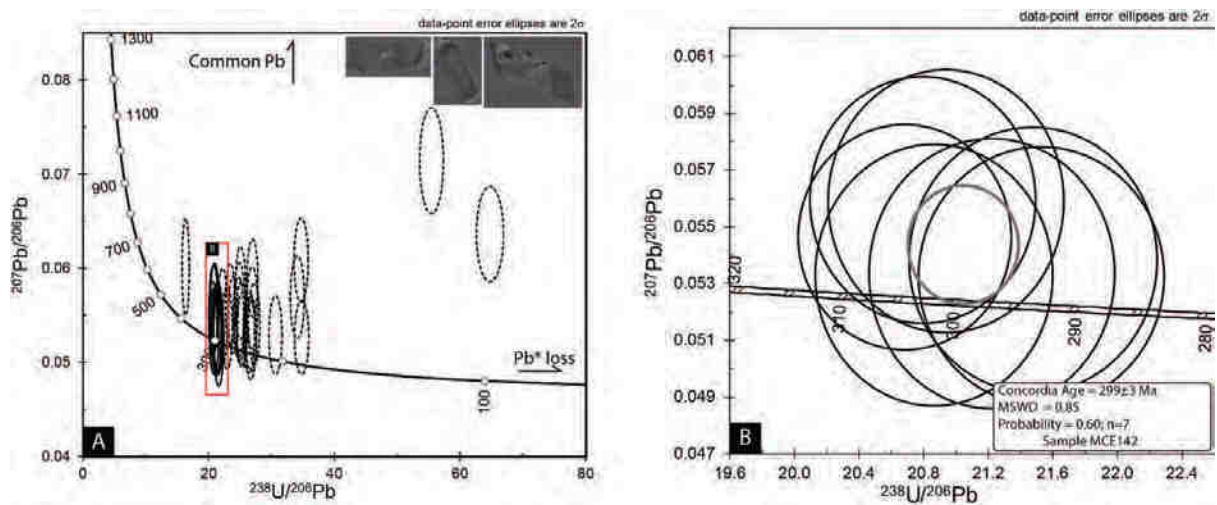 data-point error ellipses are 2σ
Common Pb
0.08
0.07
0.06
0.05
0.04
1300
1100
900
700
500
100
Pb* loss
A
0
20
40
60
80
207Pb/206Pb
238U/206Pb
data-point error ellipses are 2σ
0.061
0.059
0.057
0.055
0.053
0.051
0.049
0.047
320
310
300
290
280
207Pb/206Pb
Concordia Age = 299±3 Ma
MSWD = 0.85
Probability = 0.60; n=7
Sample MCE142
B
19.6
20.0
20.4
20.8
21.2
21.6
22.0
22.4
238U/206Pb